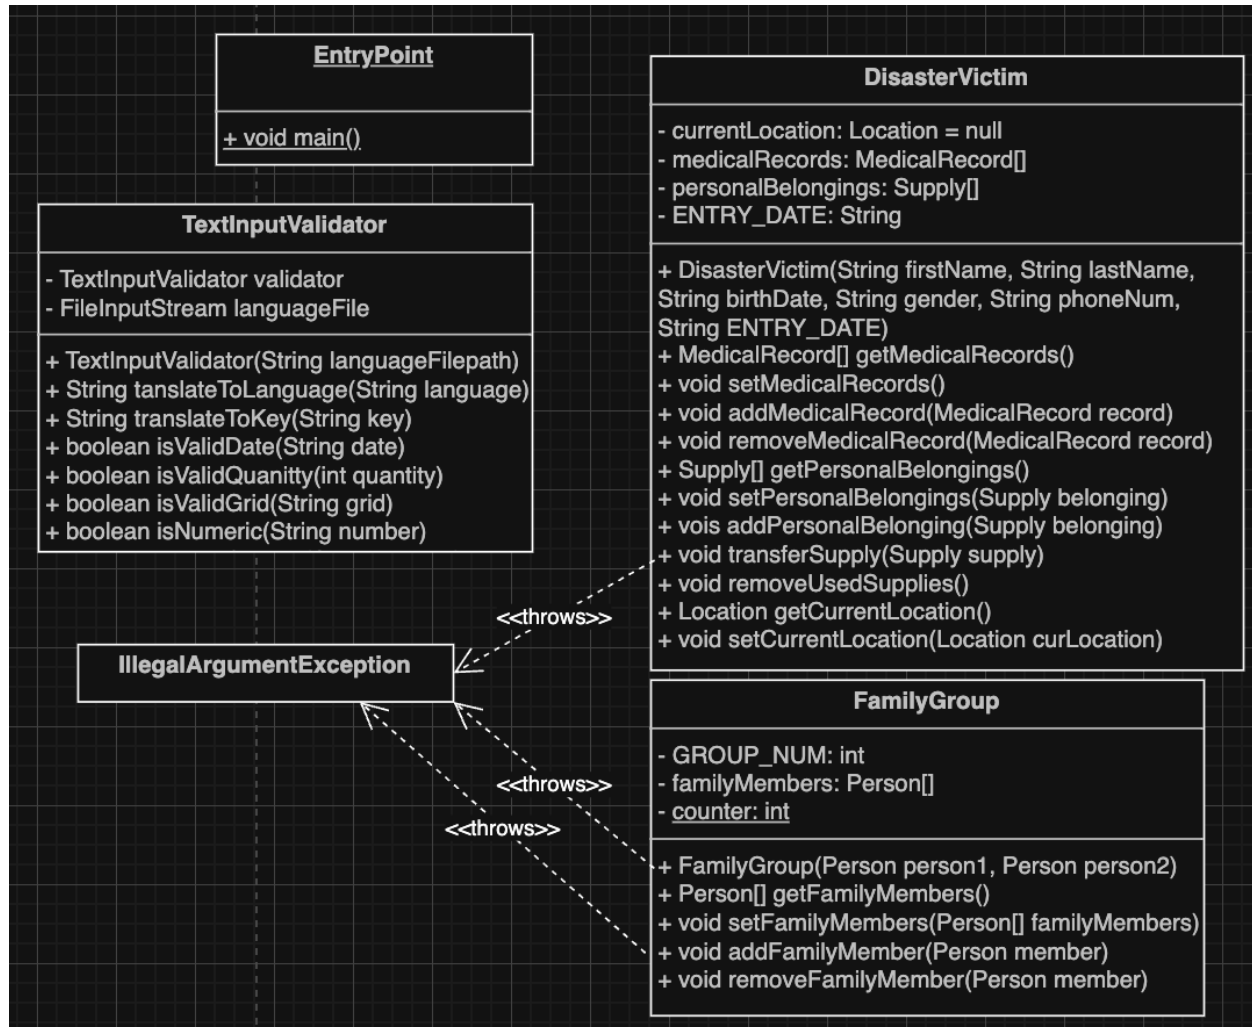 EntryPoint
+ void main()
TextInputValidator
- TextInputValidator validator
- FileInputStream languageFile
+ TextInputValidator(String languageFilepath)
+ String tanslateToLanguage(String language)
+ String translateToKey(String key)
+ boolean isValidDate(String date)
+ boolean isValidQuanitty(int quantity)
+ boolean isValidGrid(String grid)
+ boolean isNumeric(String number)
DisasterVictim
- currentLocation: Location = null
- medicalRecords: MedicalRecord[]
- personalBelongings: Supply[]
- ENTRY_DATE: String
+ DisasterVictim(String firstName, String lastName,
String birthDate, String gender, String phoneNum,
String ENTRY_DATE)
+ MedicalRecord[] getMedicalRecords()
+ void setMedicalRecords()
+ void addMedicalRecord(MedicalRecord record)
+ void removeMedicalRecord(MedicalRecord record)
+ Supply[] getPersonalBelongings()
+ void setPersonalBelongings(Supply belonging)
+ vois addPersonalBelonging(Supply belonging)
+ void transferSupply(Supply supply)
+ void removeUsedSupplies()
+ Location getCurrentLocation()
+ void setCurrentLocation(Location curLocation)
<<throws>>
IllegalArgumentException
<<throws>>
<<throws>>
FamilyGroup
- GROUP_NUM: int
- familyMembers: Person[]
- counter: int
+ FamilyGroup(Person person1, Person person2)
+ Person[] getFamilyMembers()
+ void setFamilyMembers(Person[] familyMembers)
+ void addFamilyMember(Person member)
+ void removeFamilyMember(Person member)